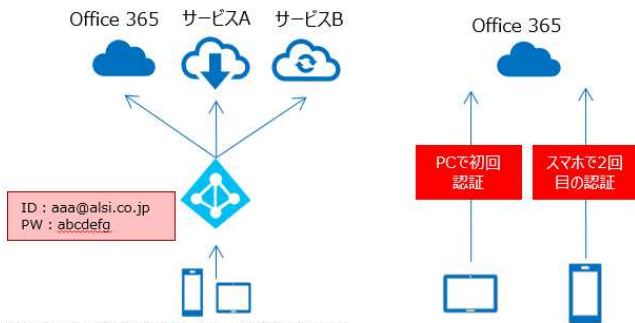 Office 365
サービスA
サービスB
ID：aaa@alsi.co.jp
PW：abcdefg
Office 365
PCで初回
認証
スマホで2回
目の認証